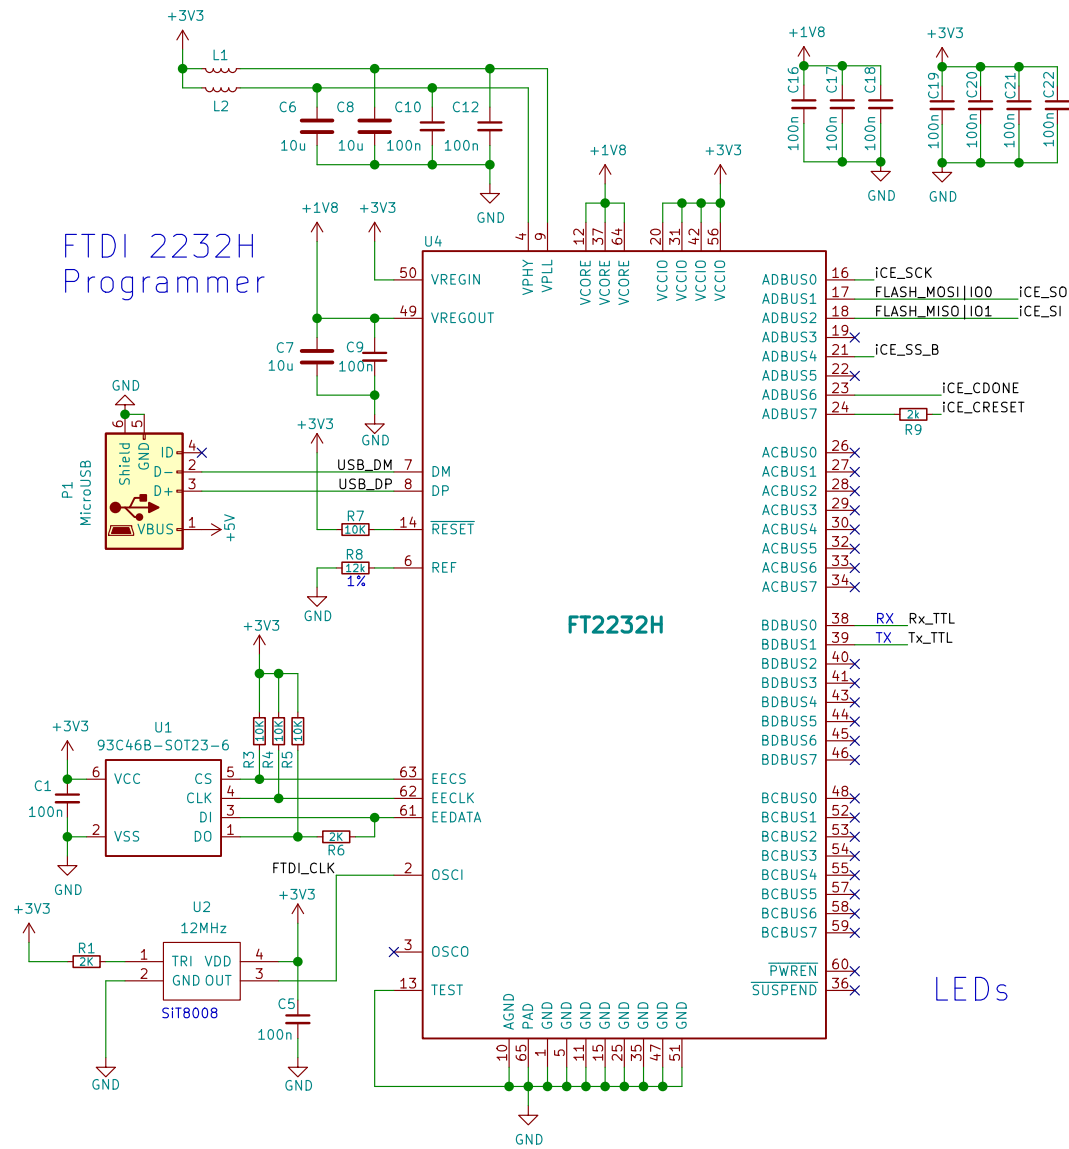 +3V3
L1
L2
C6
10u
C8
10u
C10
100n
C12
100n
GND
+1V8
C16
100n
C17
100n
C18
100n
GND
+3V3
C19
100n
C20
100n
C21
100n
C22
100n
GND
FTDI 2232H
Programmer
+1V8
+3V3
+1V8
+3V3
U4
4
9
12
37
64
20
31
42
56
VPHY
VPLL
VCORE
VCORE
VCORE
VCCIO
VCCIO
VCCIO
VCCIO
50 VREGIN
49 VREGOUT
C7
10u
C9
100n
GND
+3V3
7 DM
8 DP
USB_DM
USB_DP
14 RESET
R7
10K
6 REF
R8
12k
1%
GND
GND
6
5
Shield
GND
ID 4
D- 2
D+ 3
VBUS 1
+5V
P1
MicroUSB
FT2232H
ADBUS0 16 iCE_SCK
ADBUS1 17 FLASH_MOSI|IO0 iCE_SO
ADBUS2 18 FLASH_MISO|IO1 iCE_SI
ADBUS3 19
ADBUS4 21 iCE_SS_B
ADBUS5 22
ADBUS6 23 iCE_CDONE
ADBUS7 24 2k iCE_CRESET
R9
ACBUS0 26
ACBUS1 27
ACBUS2 28
ACBUS3 29
ACBUS4 30
ACBUS5 32
ACBUS6 33
ACBUS7 34
BDBUS0 38 RX Rx_TTL
BDBUS1 39 TX Tx_TTL
BDBUS2 40
BDBUS3 41
BDBUS4 43
BDBUS5 44
BDBUS6 45
BDBUS7 46
BCBUS0 48
BCBUS1 52
BCBUS2 53
BCBUS3 54
BCBUS4 55
BCBUS5 57
BCBUS6 58
BCBUS7 59
PWREN 60
SUSPEND 36
LEDs
+3V3
R3
10K
R4
10K
R5
10K
+3V3
U1
93C46B-SOT23-6
C1
100n
6 VCC CS 5
CLK 4
DI 3
2 VSS DO 1
GND
2K
R6
63 EECS
62 EECLK
61 EEDATA
FTDI_CLK
2 OSCI
3 OSCO
13 TEST
+3V3
R1
2K
U2
12MHz
1 TRI VDD 4
2 GND OUT 3
SiT8008
+3V3
C5
100n
GND
GND
AGND
PAD
GND
GND
GND
GND
GND
GND
GND
GND
10
65
1
5
11
15
25
35
47
51
GND